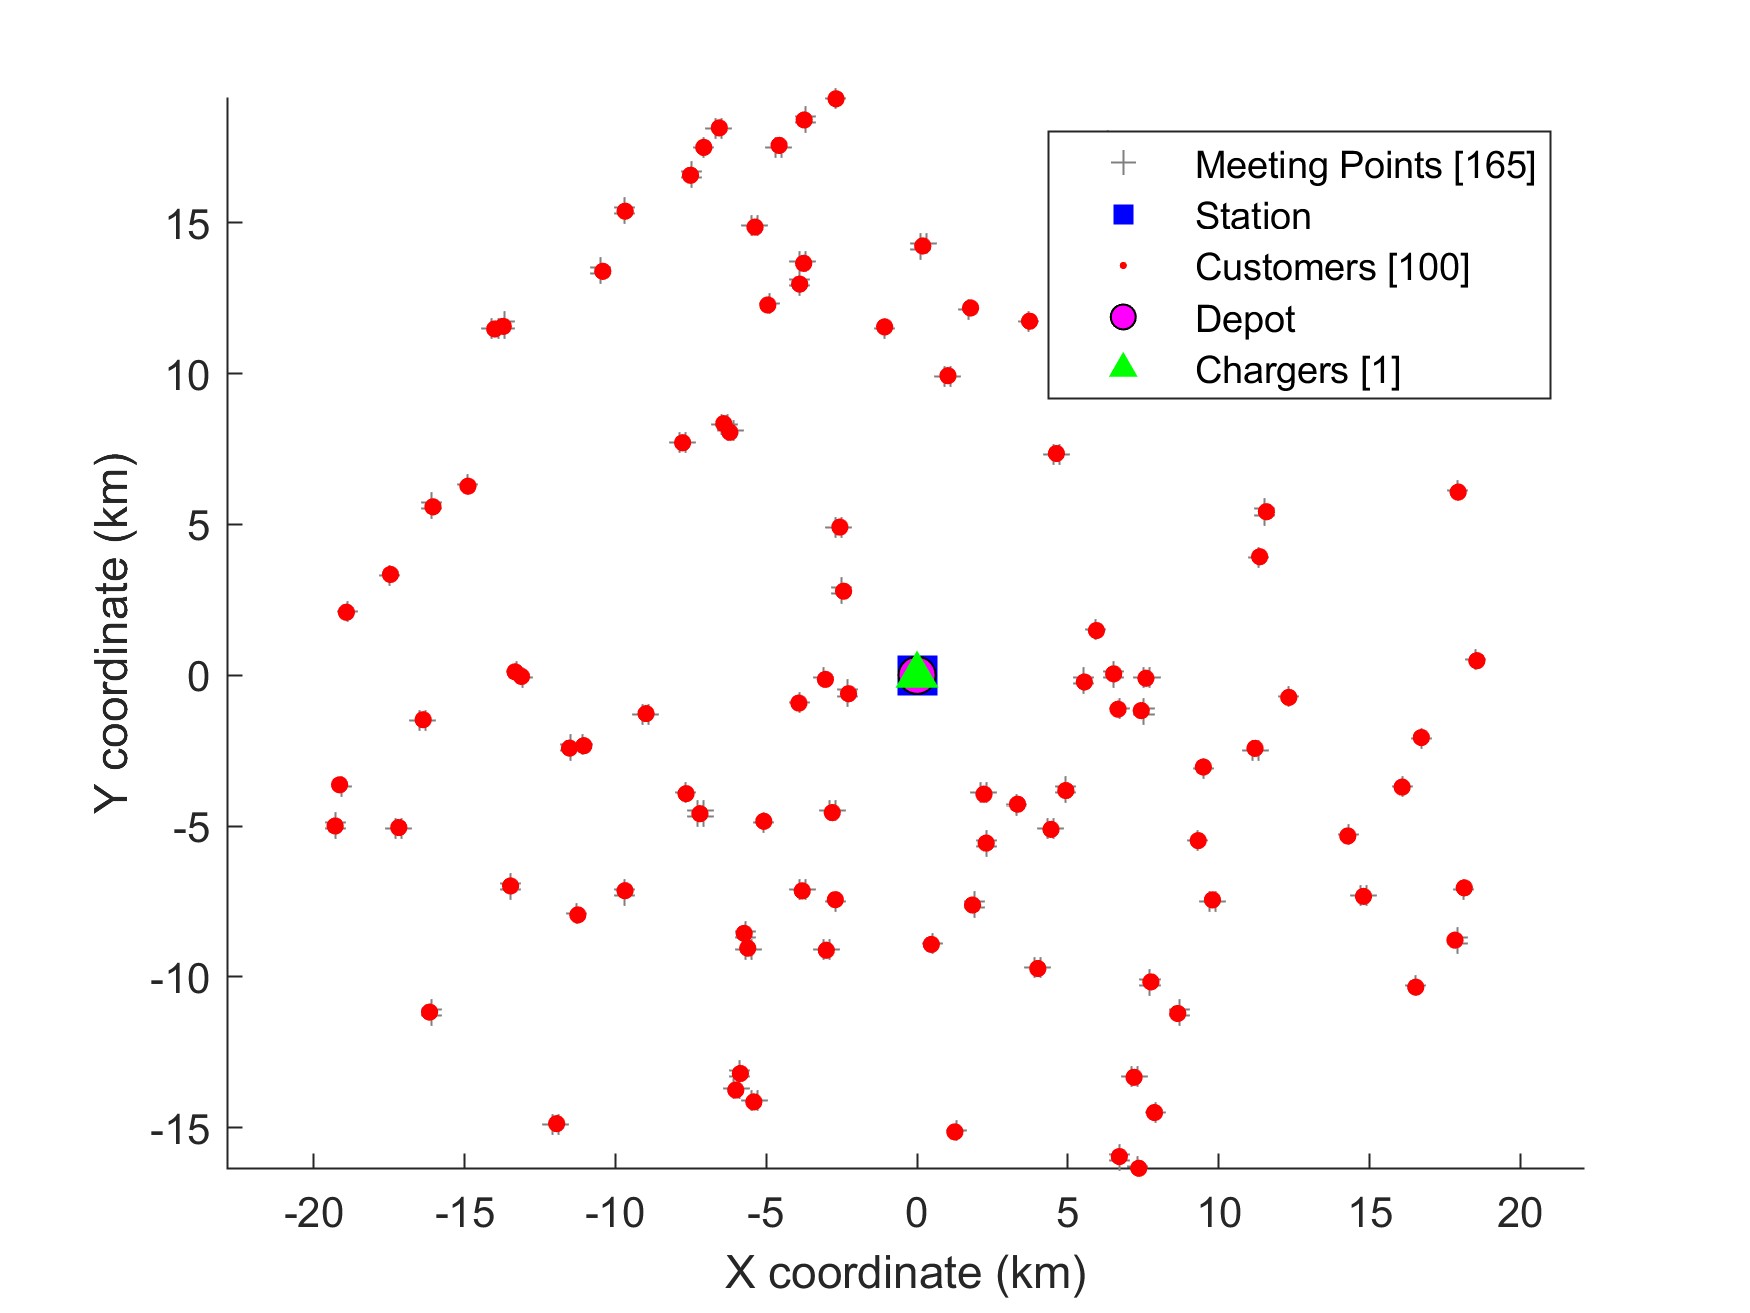 Meeting Points [165]
Station
Customers [100]
Depot
Chargers [1]
15
10
5
0
-5
-10
-15
Y coordinate (km)
-20 -15 -10 -5 0 5 10 15 20
X coordinate (km)